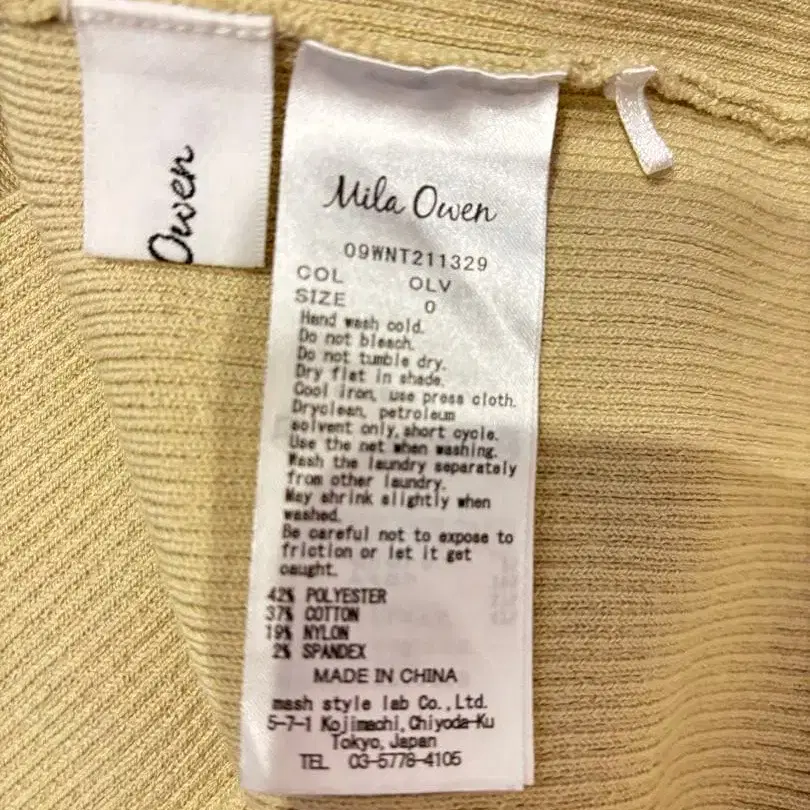 Owen
Mila Owen
09WNT211329
COL OLV
SIZE 0
Hand wash cold.
Do not bleach.
Do not tumble dry.
Dry flat in shade.
Cool iron, use press cloth.
Dryclean, petroleum
solvent only, short cycle.
Use the net when washing.
Wash the laundry separately
from other laundry.
May shrink slightly when
washed.
Be careful not to expose to
friction or let it get
caught.
42% POLYESTER
37% COTTON
19% NYLON
2% SPANDEX
MADE IN CHINA
mash style lab Co., Ltd.
5-7-1 Kojimachi, Chiyoda-Ku
Tokyo, Japan
TEL 03-5778-4105